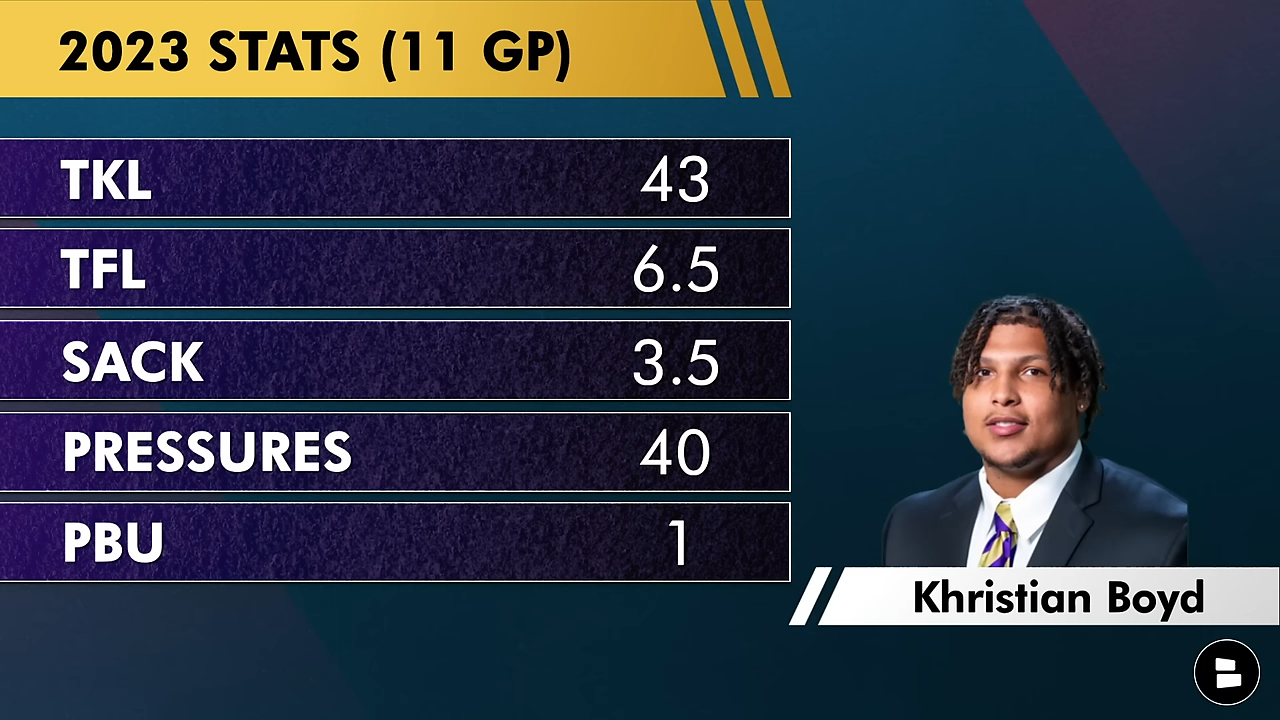 2023 STATS (11 GP)
TKL 43
TFL 6.5
SACK 3.5
PRESSURES 40
PBU 1
Khristian Boyd